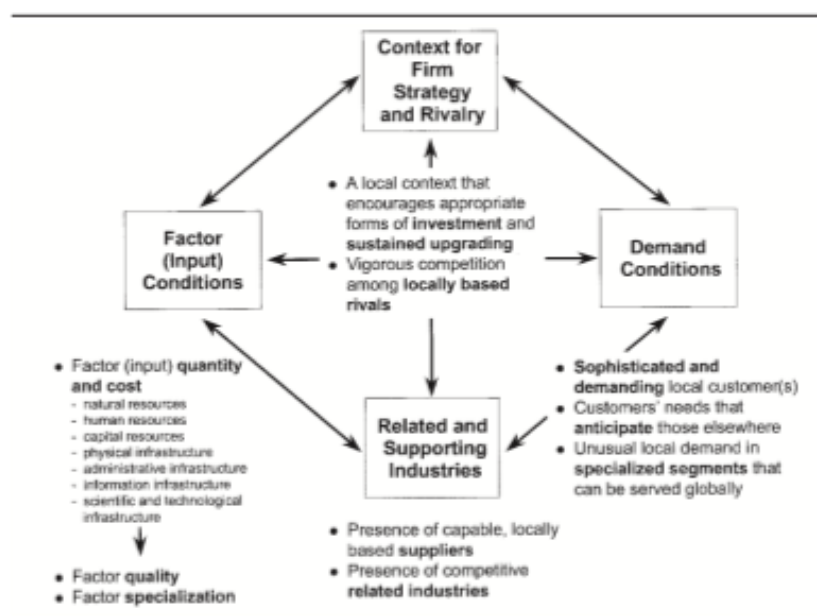 Context for
Firm
Strategy
and Rivalry
● A local context that
encourages appropriate
forms of investment and
sustained upgrading
● Vigorous competition
among locally based
rivals
Factor
(Input)
Conditions
Demand
Conditions
● Factor (input) quantity
and cost
- natural resources
- human resources
- capital resources
- physical infrastructure
- administrative infrastructure
- information infrastructure
- scientific and technological
infrastructure
● Factor quality
● Factor specialization
Related and
Supporting
Industries
● Presence of capable, locally
based suppliers
● Presence of competitive
related industries
● Sophisticated and
demanding local customer(s)
● Customers' needs that
anticipate those elsewhere
● Unusual local demand in
specialized segments that
can be served globally